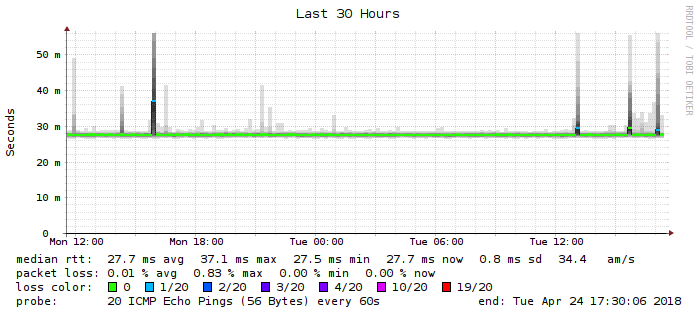 Last 30 Hours
RRDTOOL / TOBI OETIKER
Seconds
50 m
40 m
30 m
20 m
10 m
0
Mon 12:00 Mon 18:00 Tue 00:00 Tue 06:00 Tue 12:00
median rtt: 27.7 ms avg 37.1 ms max 27.5 ms min 27.7 ms now 0.8 ms sd 34.4 am/s
packet loss: 0.01 % avg 0.83 % max 0.00 % min 0.00 % now
loss color: 0 1/20 2/20 3/20 4/20 10/20 19/20
probe: 20 ICMP Echo Pings (56 Bytes) every 60s end: Tue Apr 24 17:30:06 2018